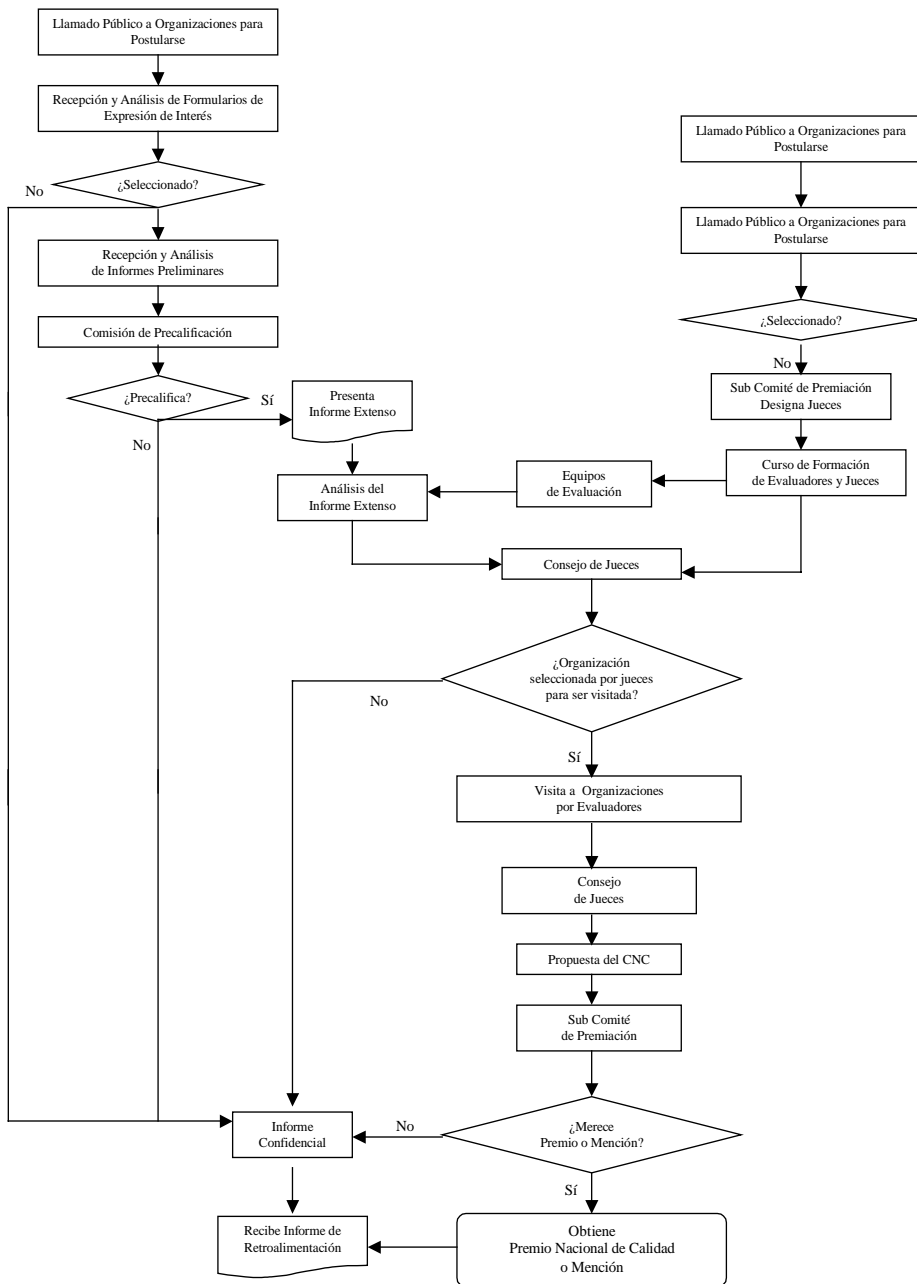 Llamado Público a Organizaciones para
Postularse
Recepción y Análisis de Formularios de
Expresión de Interés
¿Seleccionado?
No
Recepción y Análisis
de Informes Preliminares
Comisión de Precalificación
¿Precalifica?
Sí
No
Presenta
Informe Extenso
Análisis del
Informe Extenso
Llamado Público a Organizaciones para
Postularse
Llamado Público a Organizaciones para
Postularse
¿Seleccionado?
No
Sub Comité de Premiación
Designa Jueces
Curso de Formación
de Evaluadores y Jueces
Equipos
de Evaluación
Consejo de Jueces
¿Organización
seleccionada por jueces
para ser visitada?
No
Sí
Visita a Organizaciones
por Evaluadores
Consejo
de Jueces
Propuesta del CNC
Sub Comité
de Premiación
¿Merece
Premio o Mención?
No
Sí
Informe
Confidencial
Recibe Informe de
Retroalimentación
Obtiene
Premio Nacional de Calidad
o Mención